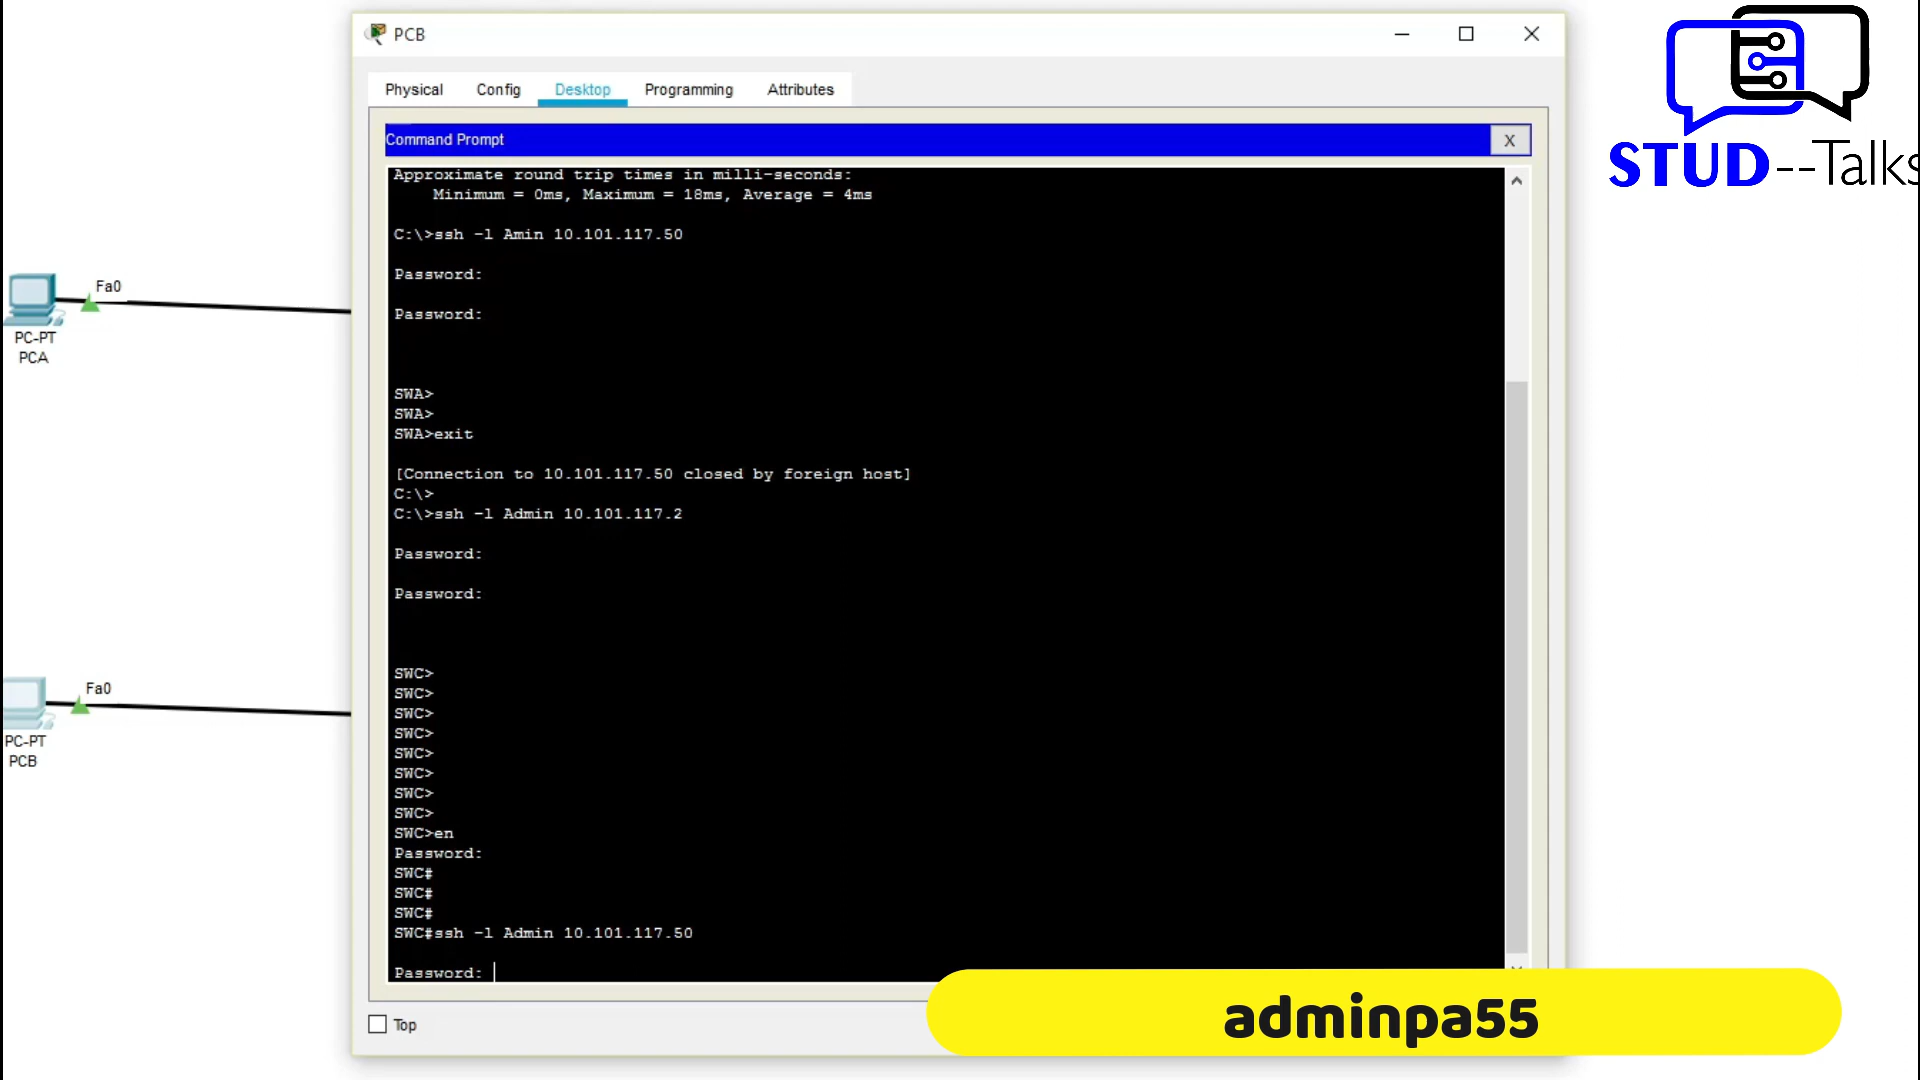 PCB
Physical Config Desktop Programming Attributes
Command Prompt
X
Approximate round trip times in milli-seconds:
Minimum = 0ms, Maximum = 18ms, Average = 4ms
C:\>ssh -l Amin 10.101.117.50
Password:
Password:
SWA>
SWA>
SWA>exit
[Connection to 10.101.117.50 closed by foreign host]
C:\>
C:\>ssh -l Admin 10.101.117.2
Password:
Password:
SWC>
SWC>
SWC>
SWC>
SWC>
SWC>
SWC>
SWC>
SWC>en
Password:
SWC#
SWC#
SWC#
SWC#ssh -l Admin 10.101.117.50
Password:
Top
Fa0
PC-PT
PCA
Fa0
PC-PT
PCB
STUD--Talks
adminpa55